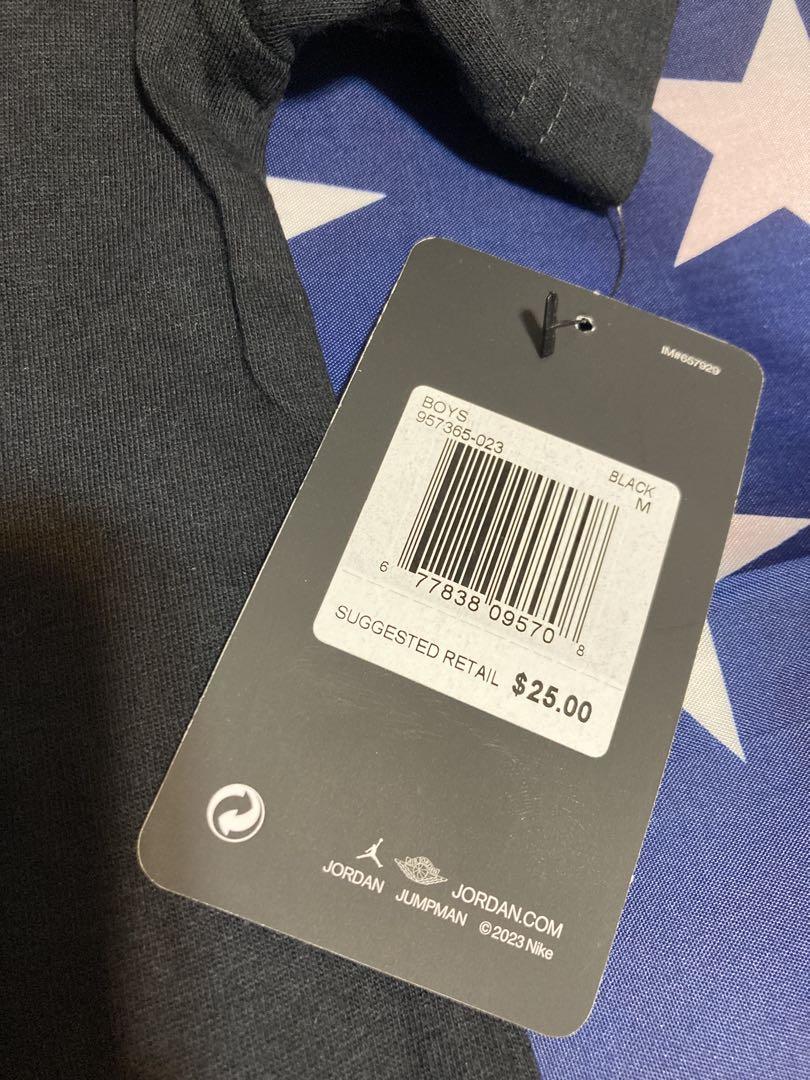 IM#657929
BOYS
957365-023
BLACK
M
6 77838 09570 8
SUGGESTED RETAIL $25.00
JORDAN JUMPMAN JORDAN.COM
©2023 Nike